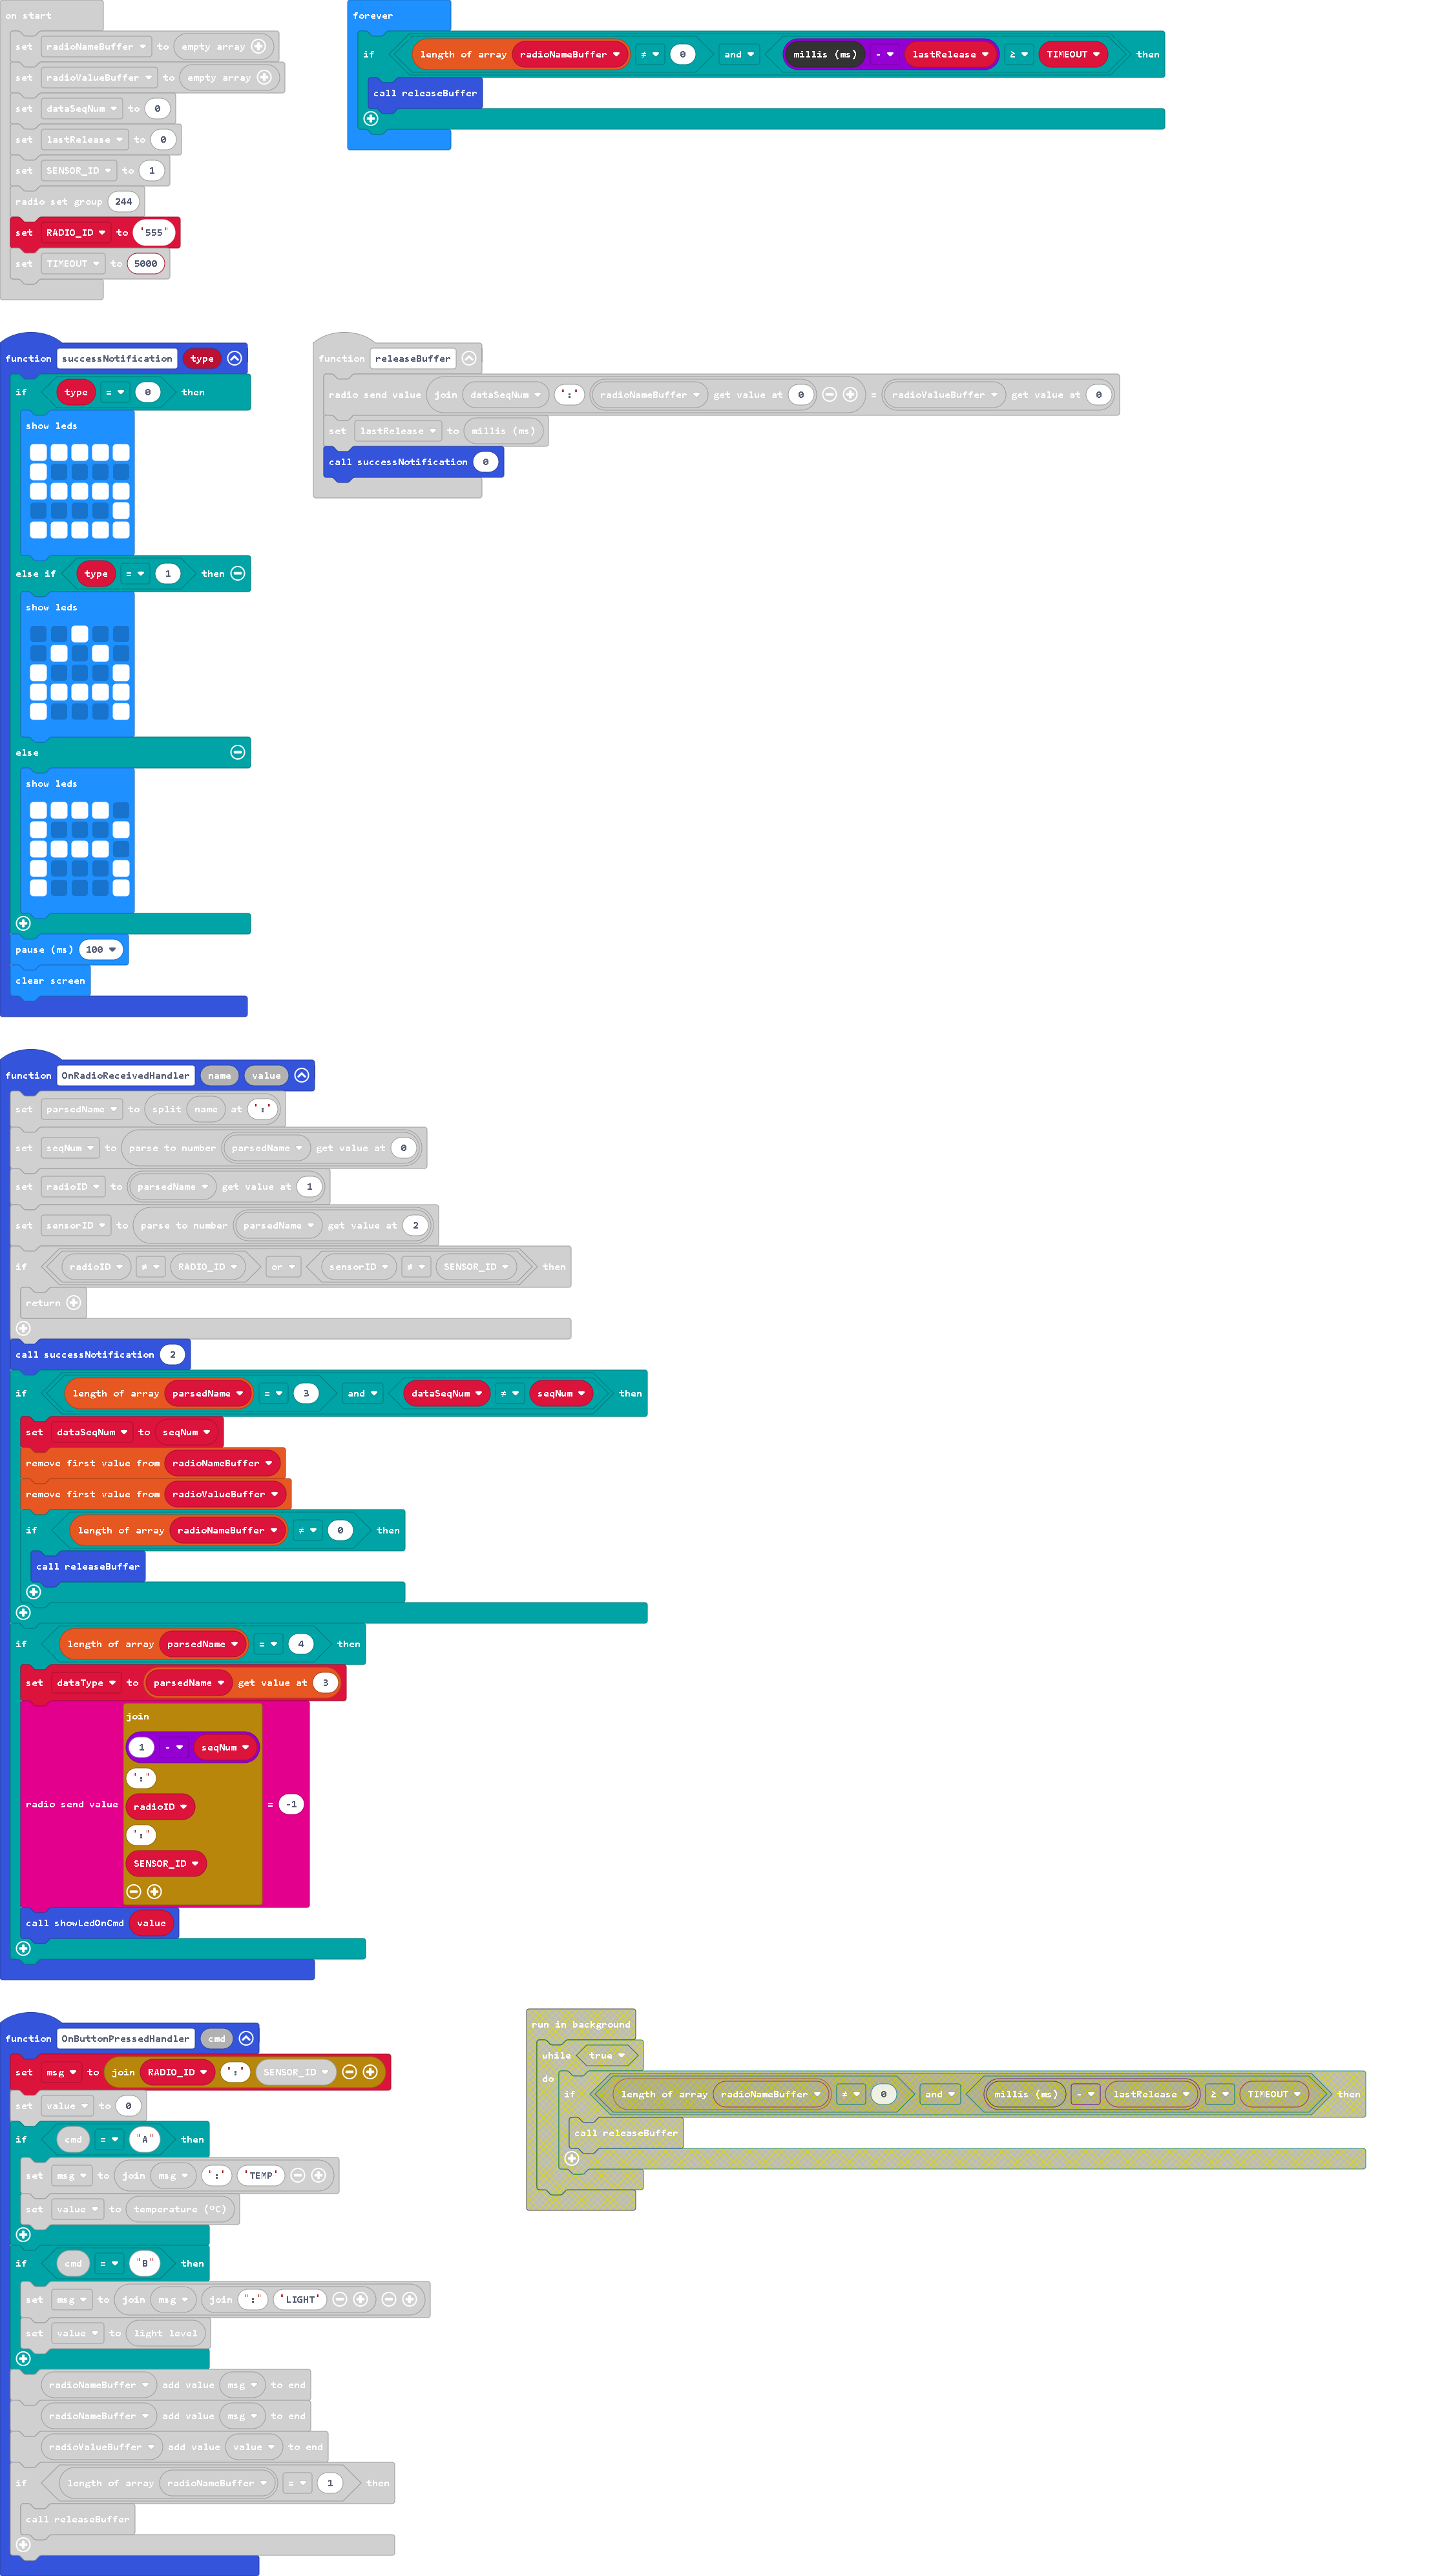 on start
set radioNameBuffer to empty array
set radioValueBuffer to empty array
set dataSeqNum to 0
set lastRelease to 0
set SENSOR_ID to 1
radio set group 244
set RADIO_ID to "555"
set TIMEOUT to 5000
forever
if length of array radioNameBuffer ≠ 0 and millis (ms) - lastRelease ≥ TIMEOUT then
call releaseBuffer
function successNotification type
if type = 0 then
show leds
else if type = 1 then
show leds
else
show leds
pause (ms) 100
clear screen
function releaseBuffer
radio send value join dataSeqNum ":" radioNameBuffer get value at 0 = radioValueBuffer get value at 0
set lastRelease to millis (ms)
call successNotification 0
function OnRadioReceivedHandler name value
set parsedName to split name at ":"
set seqNum to parse to number parsedName get value at 0
set radioID to parsedName get value at 1
set sensorID to parse to number parsedName get value at 2
if radioID ≠ RADIO_ID or sensorID ≠ SENSOR_ID then
return
call successNotification 2
if length of array parsedName = 3 and dataSeqNum ≠ seqNum then
set dataSeqNum to seqNum
remove first value from radioNameBuffer
remove first value from radioValueBuffer
if length of array radioNameBuffer ≠ 0 then
call releaseBuffer
if length of array parsedName = 4 then
set dataType to parsedName get value at 3
join
1 - seqNum
":"
radio send value radioID = -1
":"
SENSOR_ID
call showLedOnCmd value
function OnButtonPressedHandler cmd
set msg to join RADIO_ID ":" SENSOR_ID
set value to 0
if cmd = "A" then
set msg to join msg ":" "TEMP"
set value to temperature (ºC)
if cmd = "B" then
set msg to join msg join ":" "LIGHT"
set value to light level
radioNameBuffer add value msg to end
radioNameBuffer add value msg to end
radioValueBuffer add value value to end
if length of array radioNameBuffer = 1 then
call releaseBuffer
run in background
while true
do
if length of array radioNameBuffer ≠ 0 and millis (ms) - lastRelease ≥ TIMEOUT then
call releaseBuffer